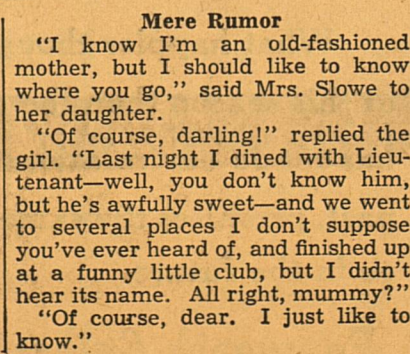 Mere Rumor
"I know I'm an old-fashioned
mother, but I should like to know
where you go," said Mrs. Slowe to
her daughter.
"Of course, darling!" replied the
girl. "Last night I dined with Lieu-
tenant—well, you don't know him,
but he's awfully sweet—and we went
to several places I don't suppose
you've ever heard of, and finished up
at a funny little club, but I didn't
hear its name. All right, mummy?"
"Of course, dear. I just like to
know."